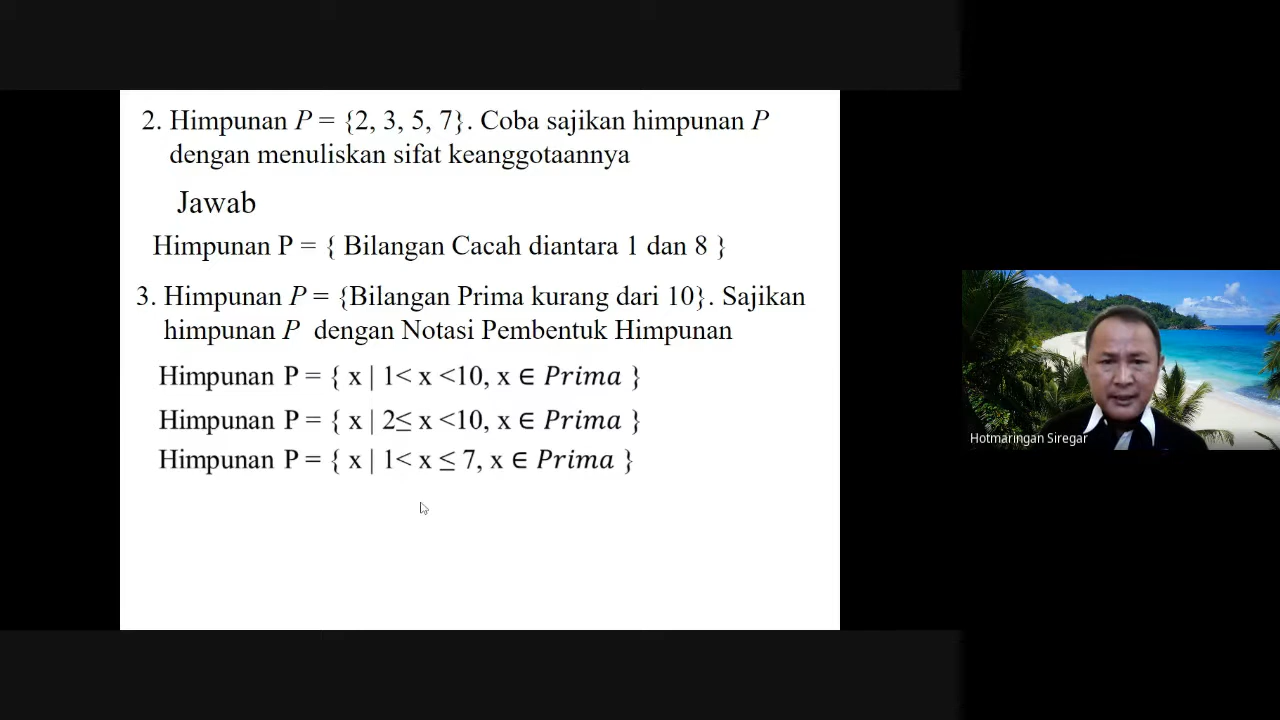 2. Himpunan P = {2, 3, 5, 7}. Coba sajikan himpunan P
dengan menuliskan sifat keanggotaannya
Jawab
Himpunan P = { Bilangan Cacah diantara 1 dan 8 }
3. Himpunan P = {Bilangan Prima kurang dari 10}. Sajikan
himpunan P dengan Notasi Pembentuk Himpunan
Himpunan P = { x | 1< x <10, x ∈ Prima }
Himpunan P = { x | 2≤ x <10, x ∈ Prima }
Himpunan P = { x | 1< x ≤ 7, x ∈ Prima }
Hotmaringan Siregar